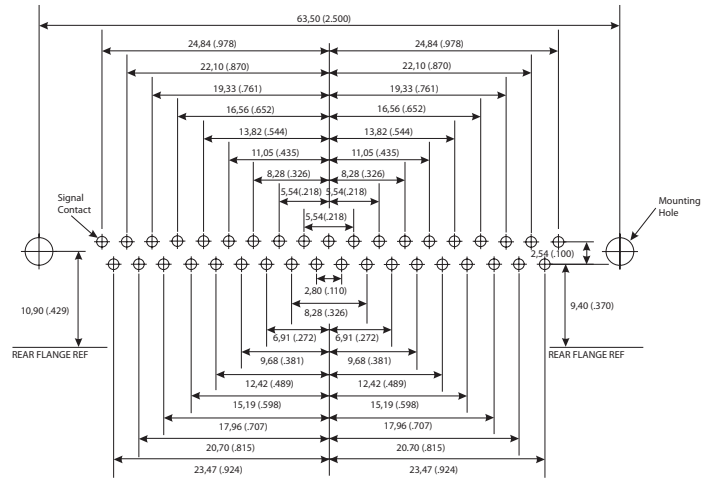 63,50 (2.500)
24,84 (.978) 24,84 (.978)
22,10 (.870) 22,10 (.870)
19,33 (.761) 19,33 (.761)
16,56 (.652) 16,56 (.652)
13,82 (.544) 13,82 (.544)
11,05 (.435) 11,05 (.435)
8,28 (.326) 8,28 (.326)
5,54(.218) 5,54(.218)
5,54(.218)
Signal
Contact
Mounting
Hole
2,54 (.100)
2,80 (.110)
10,90 (.429)
9,40 (.370)
8,28 (.326)
6,91 (.272) 6,91 (.272)
REAR FLANGE REF REAR FLANGE REF
9,68 (.381) 9,68 (.381)
12,42 (.489) 12,42 (.489)
15,19 (.598) 15,19 (.598)
17,96 (.707) 17,96 (.707)
20,70 (.815) 20.70 (.815)
23,47 (.924) 23,47 (.924)